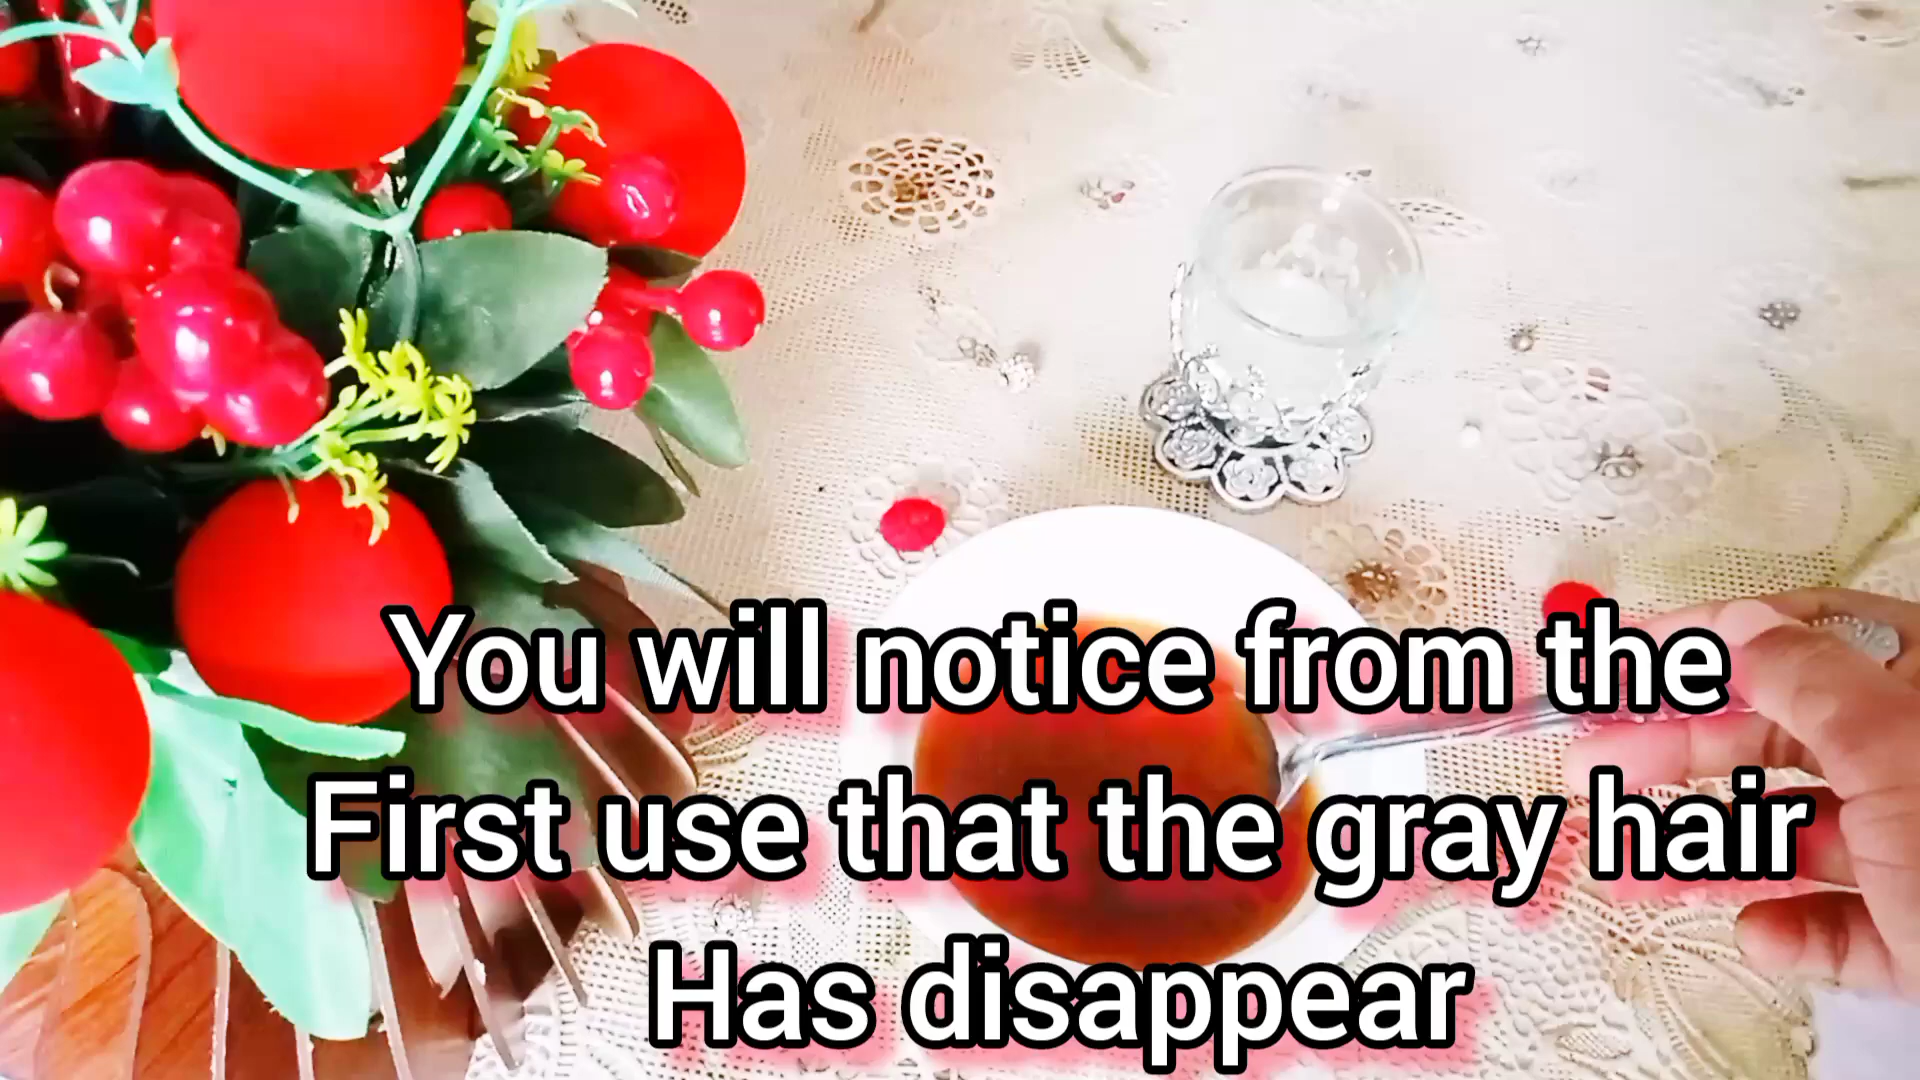 You will notice from the
First use that the gray hair
Has disappear